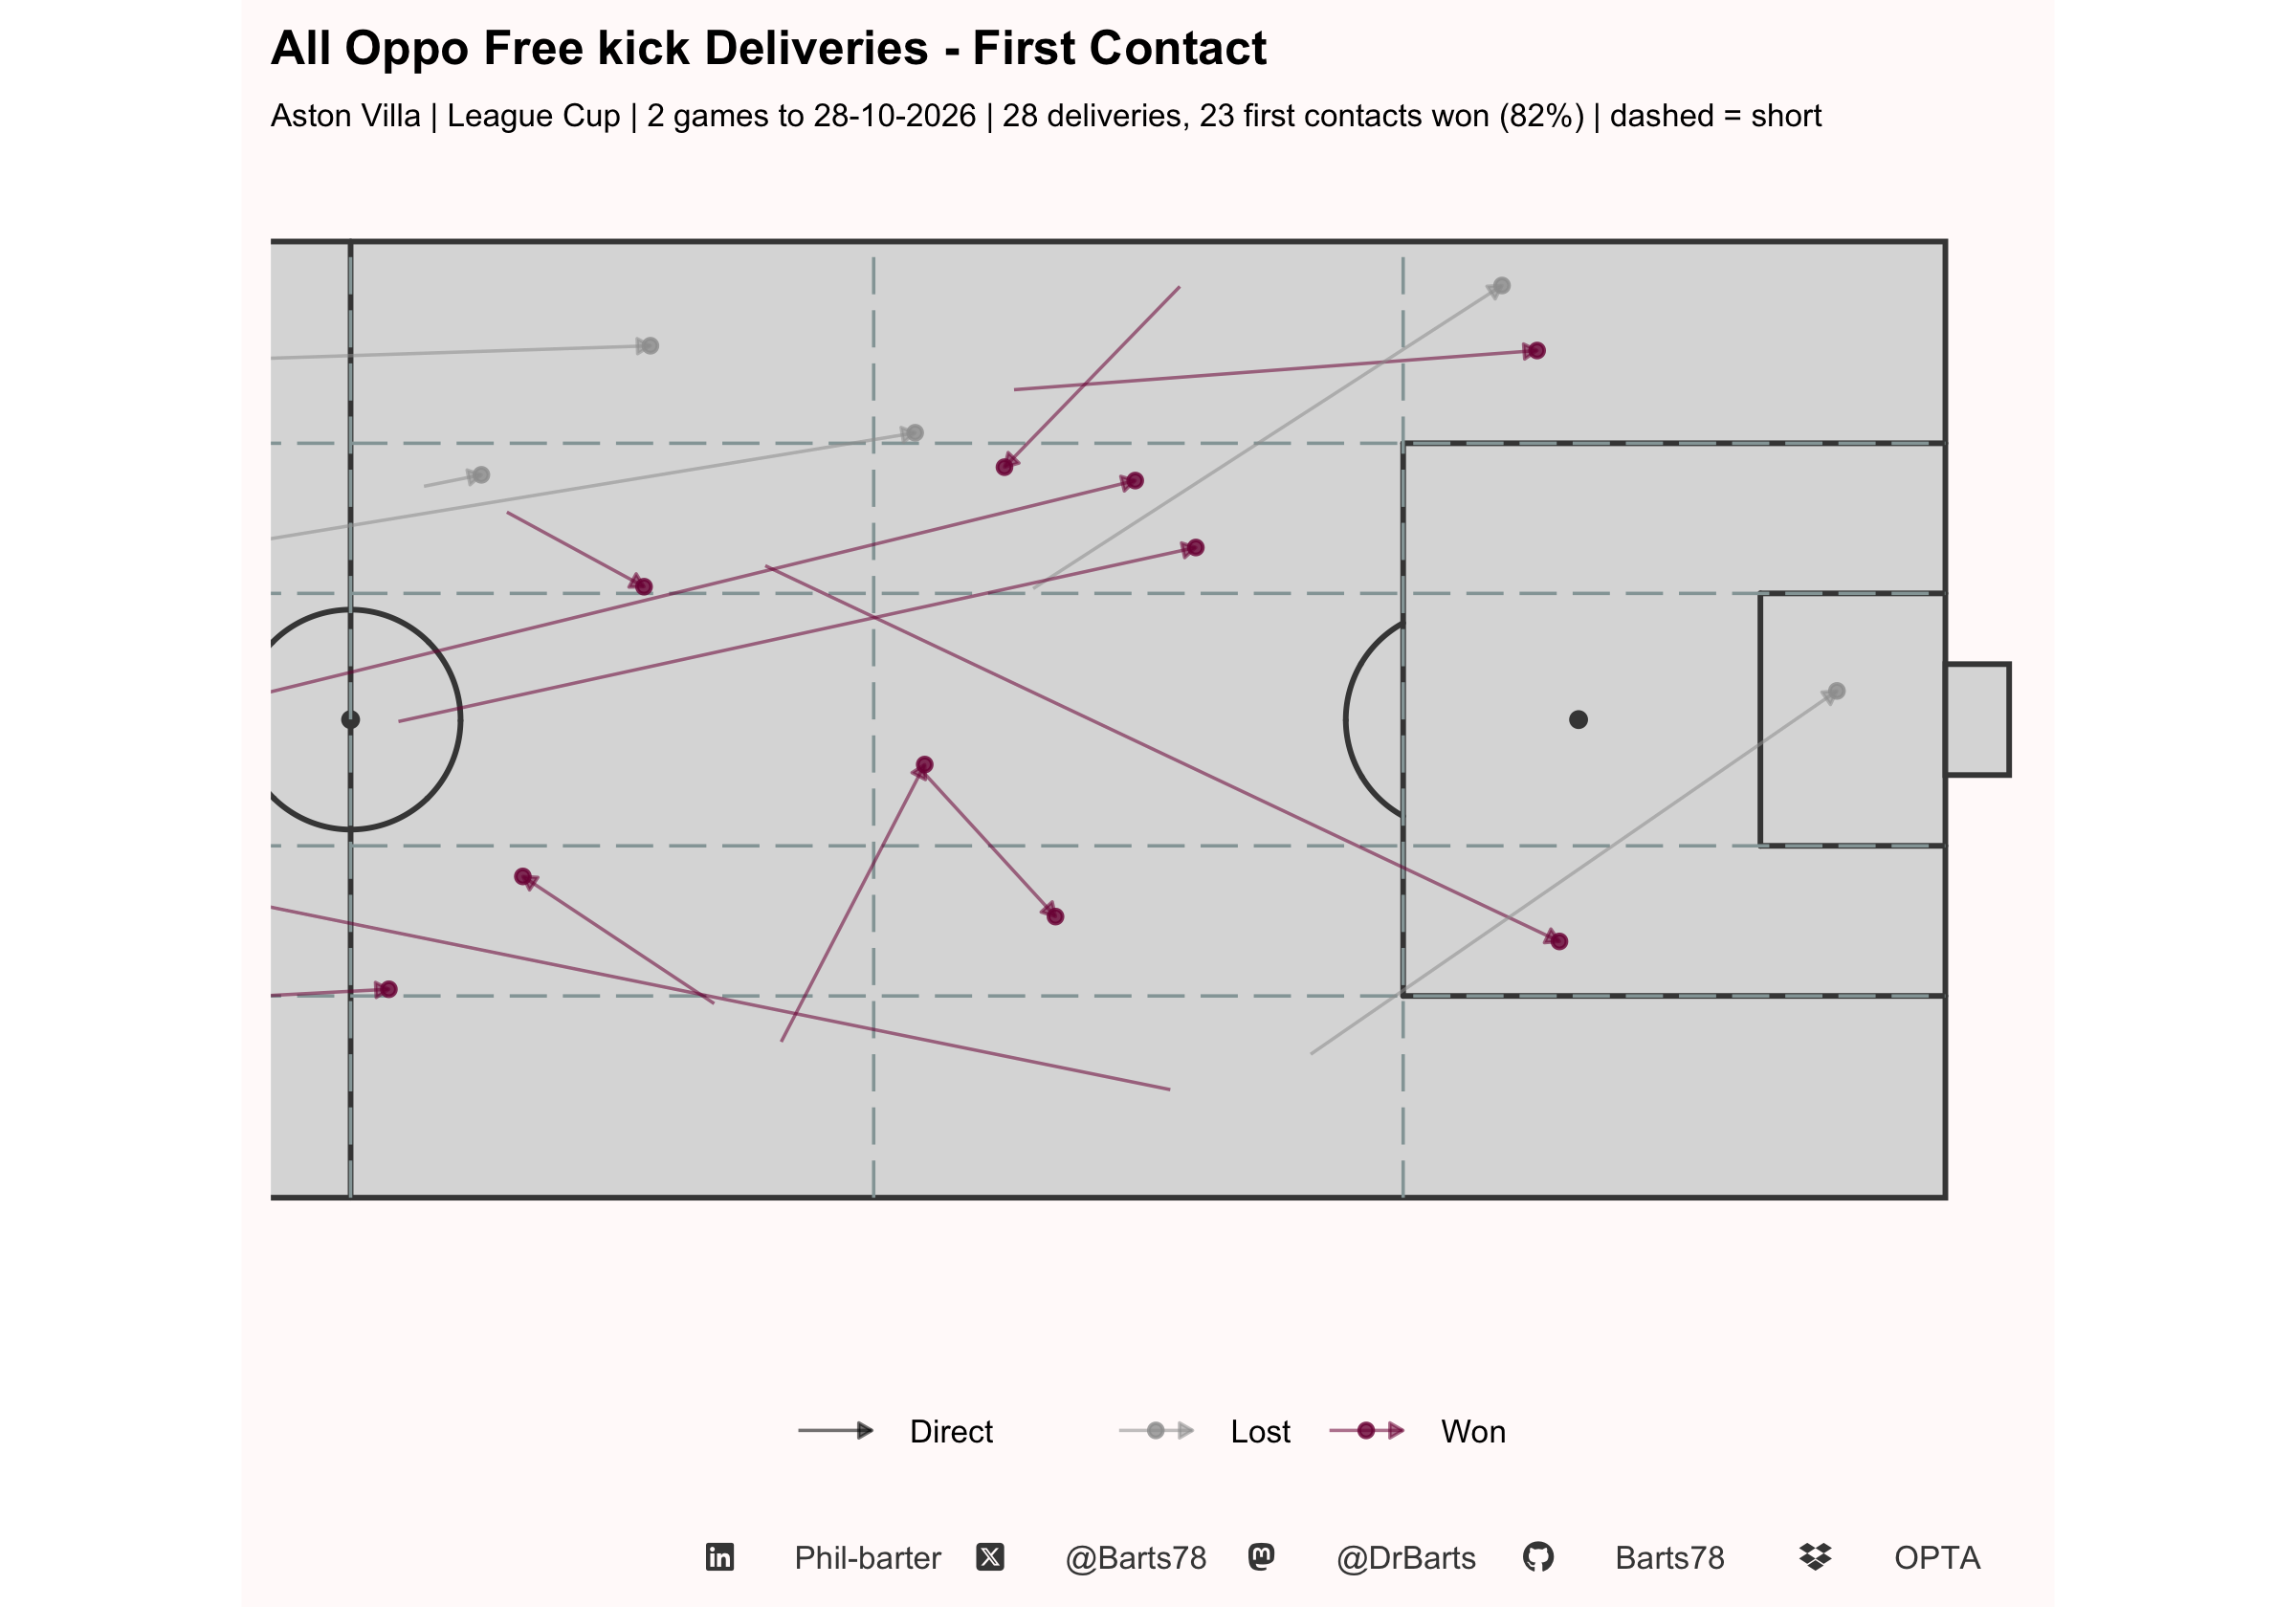 All Oppo Free kick Deliveries - First Contact
Aston Villa | League Cup | 2 games to 28-10-2026 | 28 deliveries, 23 first contacts won (82%) | dashed = short
Direct Lost Won
Phil-barter @Barts78 @DrBarts Barts78 OPTA